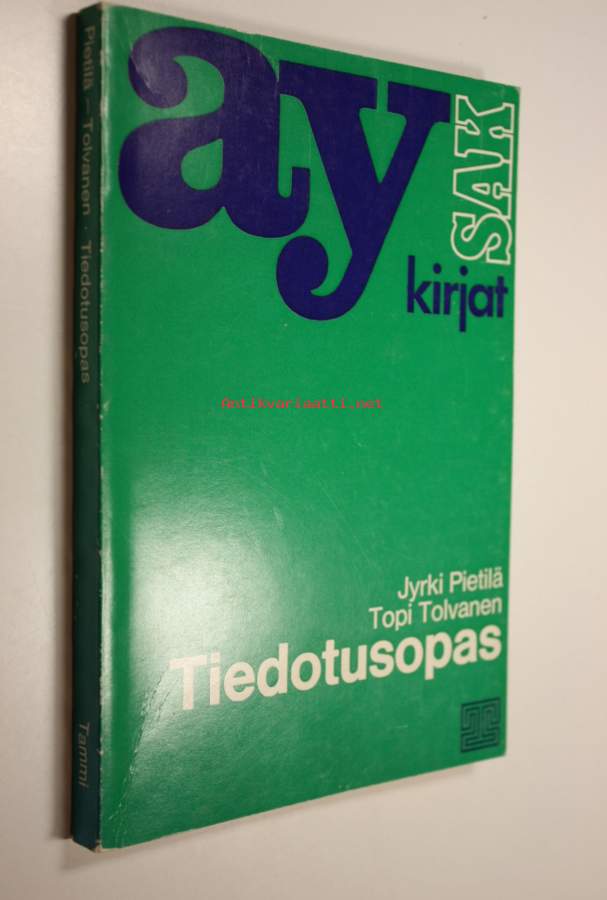 ay
SAK
kirjat
Antikvariaatti.net
Jyrki Pietilä
Topi Tolvanen
Tiedotusopas
Pietilä – Tolvanen · Tiedotusopas
Tammi